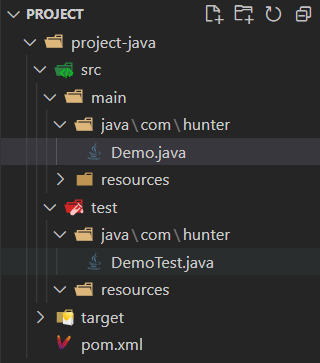 PROJECT
project-java
src
main
java\com\hunter
Demo.java
resources
test
java\com\hunter
DemoTest.java
resources
target
pom.xml